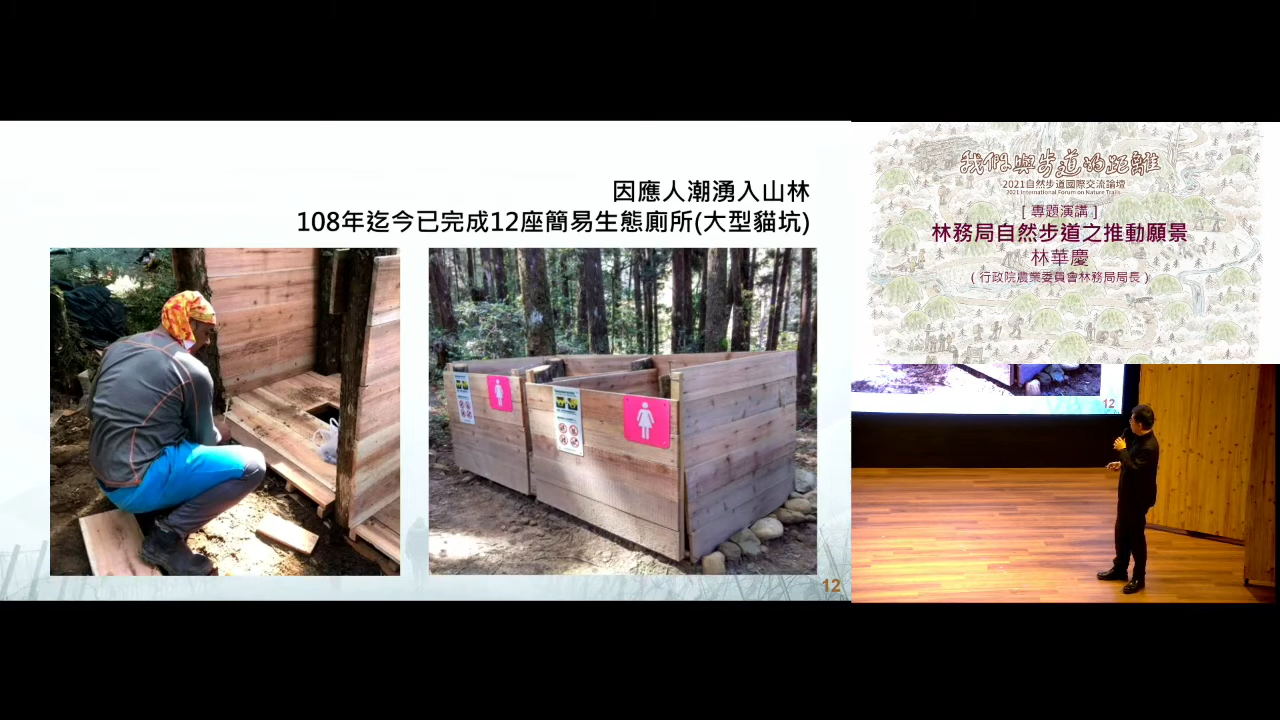 因應人潮湧入山林
108年迄今已完成12座簡易生態廁所(大型貓坑)
12
我們與步道的距離
2021自然步道國際交流論壇
2021 International Forum on Nature Trails
[ 專題演講 ]
林務局自然步道之推動願景
林華慶
( 行政院農業委員會林務局局長 )
12